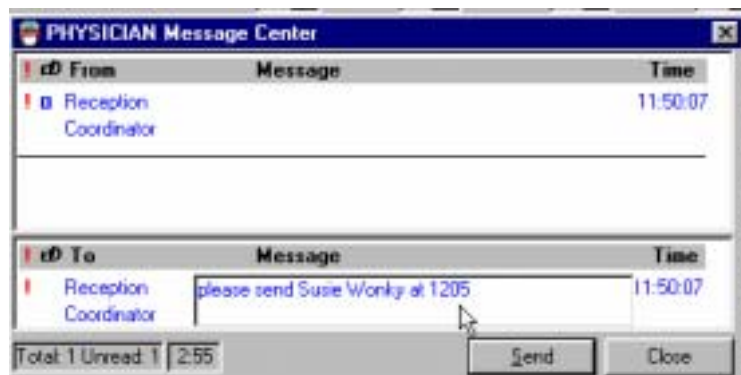 PHYSICIAN Message Center
! From Message Time
! Reception 11:50:07
Coordinator
! To Message Time
! Reception please send Susie Wonky at 1205 11:50:07
Coordinator
Total: 1 Unread: 1 2:55 Send Close